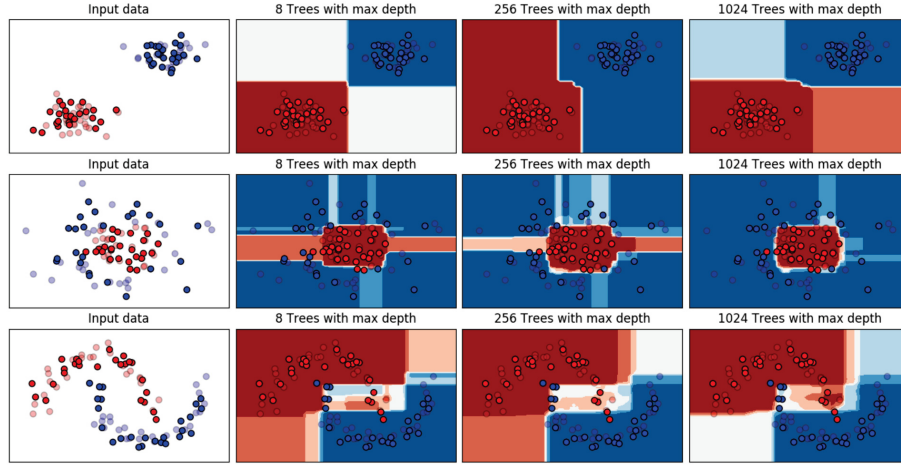 Input data
8 Trees with max depth
256 Trees with max depth
1024 Trees with max depth
Input data
8 Trees with max depth
256 Trees with max depth
1024 Trees with max depth
Input data
8 Trees with max depth
256 Trees with max depth
1024 Trees with max depth